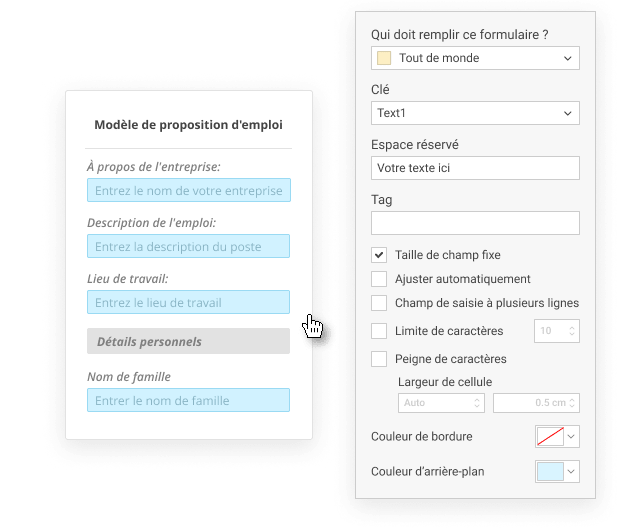 Modèle de proposition d'emploi
À propos de l'entreprise:
Entrez le nom de votre entreprise
Description de l'emploi:
Entrez la description du poste
Lieu de travail:
Entrez le lieu de travail
Détails personnels
Nom de famille
Entrer le nom de famille
Qui doit remplir ce formulaire ?
Tout de monde
Clé
Text1
Espace réservé
Votre texte ici
Tag
Taille de champ fixe
Ajuster automatiquement
Champ de saisie à plusieurs lignes
Limite de caractères 10
Peigne de caractères
Largeur de cellule
Auto 0.5 cm
Couleur de bordure
Couleur d’arrière-plan